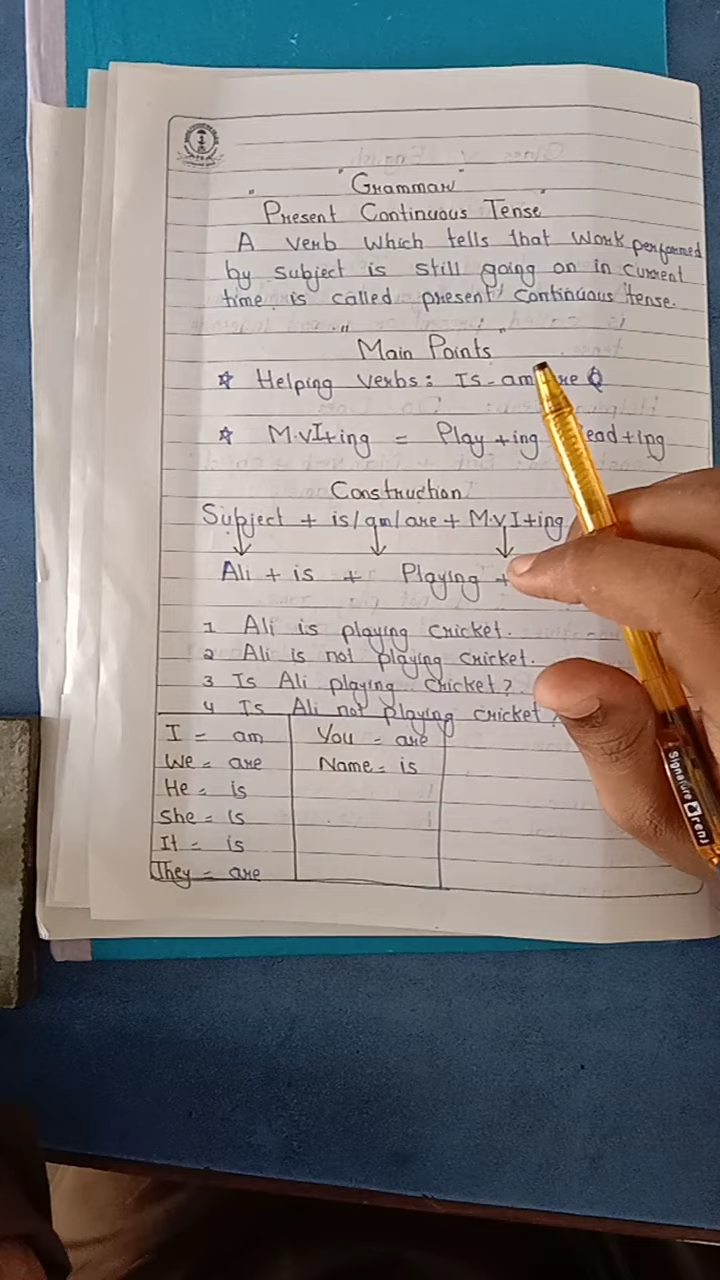 " Grammar "
" Present Continuous Tense "
A verb which tells that work performed
by subject is still going on in current
time is called present continuous tense.
" Main Points "
☆ Helping verbs: Is - am
☆ M.vI+ing = Play +ing ead+ing
Construction
Subject + is/am/are + M.vI+ing
Ali + is + Playing +
1 Ali is playing cricket.
2 Ali is not playing cricket.
3 Is Ali playing cricket?
4 Is Ali not playing cricket?
I = am You = are
We = are Name = is
He = is
She = is
It = is
They = are
Signature